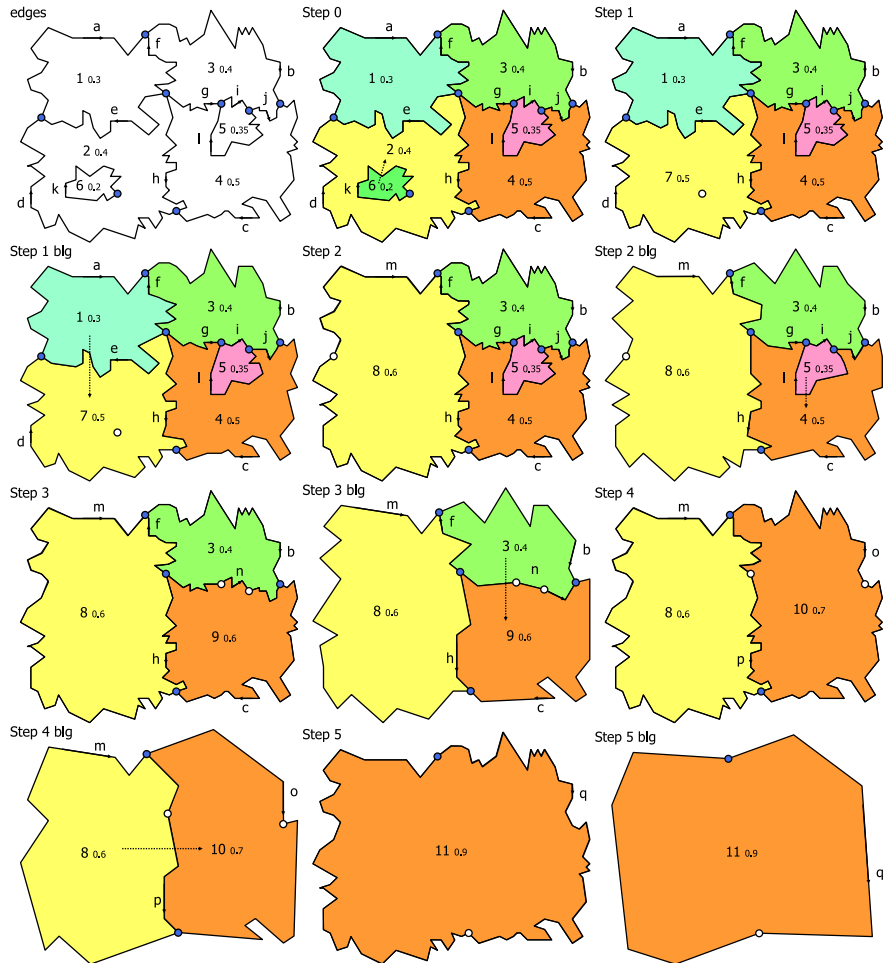 edges
a
f
3 0.4
b
1 0.3
g
i
j
e
l
5 0.35
2 0.4
k
6 0.2
h
4 0.5
d
c
Step 0
f
3 0.4
b
1 0.3
g
i
j
e
l
5 0.35
2 0.4
k
6 0.2
h
4 0.5
d
c
Step 1
a
f
3 0.4
b
1 0.3
g
i
j
e
l
5 0.35
7 0.5
h
4 0.5
d
c
Step 1 blg
a
f
3 0.4
b
1 0.3
g
i
j
e
l
5 0.35
7 0.5
h
4 0.5
d
c
Step 2
m
f
3 0.4
b
g
i
j
8 0.6
l
5 0.35
h
4 0.5
c
Step 2 blg
m
f
3 0.4
b
g
i
j
8 0.6
l
5 0.35
h
4 0.5
c
Step 3
m
f
3 0.4
b
n
8 0.6
9 0.6
h
c
Step 3 blg
m
f
3 0.4
b
n
8 0.6
9 0.6
h
c
Step 4
m
o
8 0.6
10 0.7
p
Step 4 blg
m
o
8 0.6
10 0.7
p
Step 5
q
11 0.9
Step 5 blg
11 0.9
q